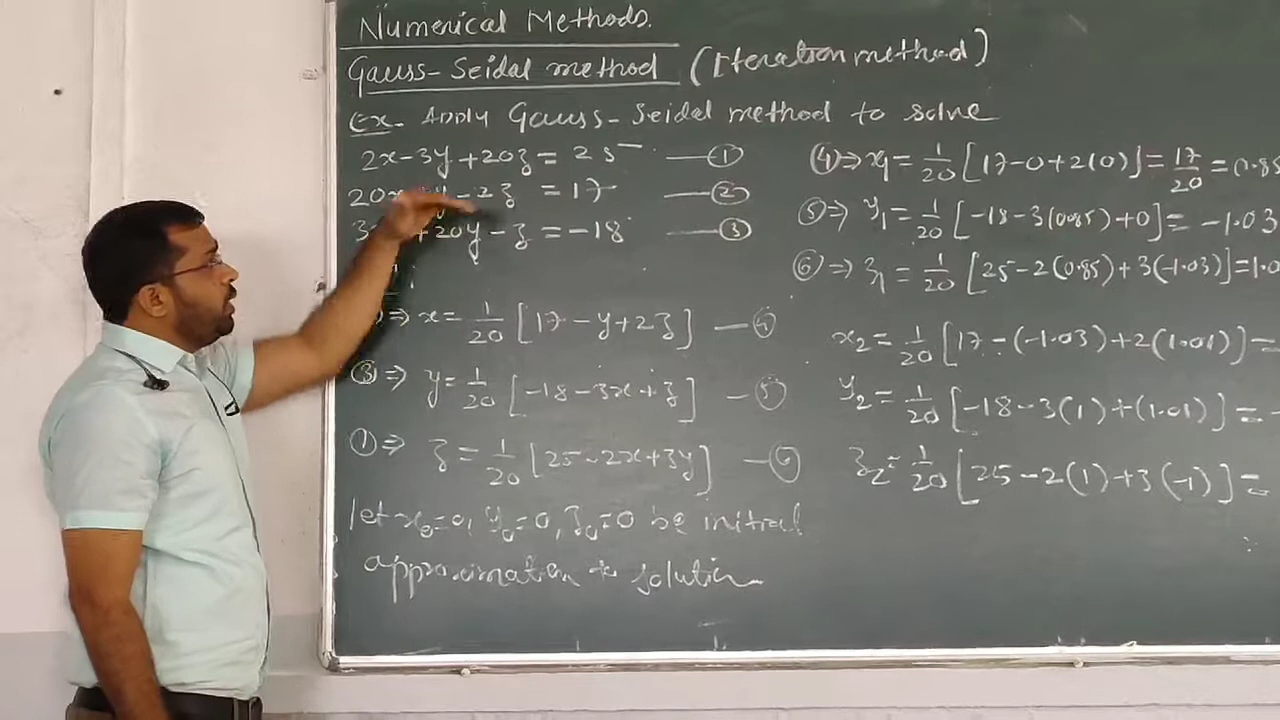 Numerical Methods.
Gauss-Seidal method (Iteration method)
Ex- Apply Gauss-Seidal method to solve
2x-3y+20z = 25 —①
20x y-2z = 17 —②
3 +20y-z = -18 —③
⇒ x = 1/20 [17-y+2z] —④
③⇒ y = 1/20 [-18-3x+z] —⑤
①⇒ z = 1/20 [25-2x+3y] —⑥
let x₀=0, y₀=0, z₀=0 be initial
approximation to solution
④⇒ x₁ = 1/20 [17-0+2(0)] = 17/20 = 0.85
⑤⇒ y₁ = 1/20 [-18-3(0.85)+0] = -1.03
⑥⇒ z₁ = 1/20 [25-2(0.85)+3(-1.03)] = 1.0
x₂ = 1/20 [17-(-1.03)+2(1.01)] =
y₂ = 1/20 [-18-3(1)+(1.01)] = -
z₂ = 1/20 [25-2(1)+3(-1)] =